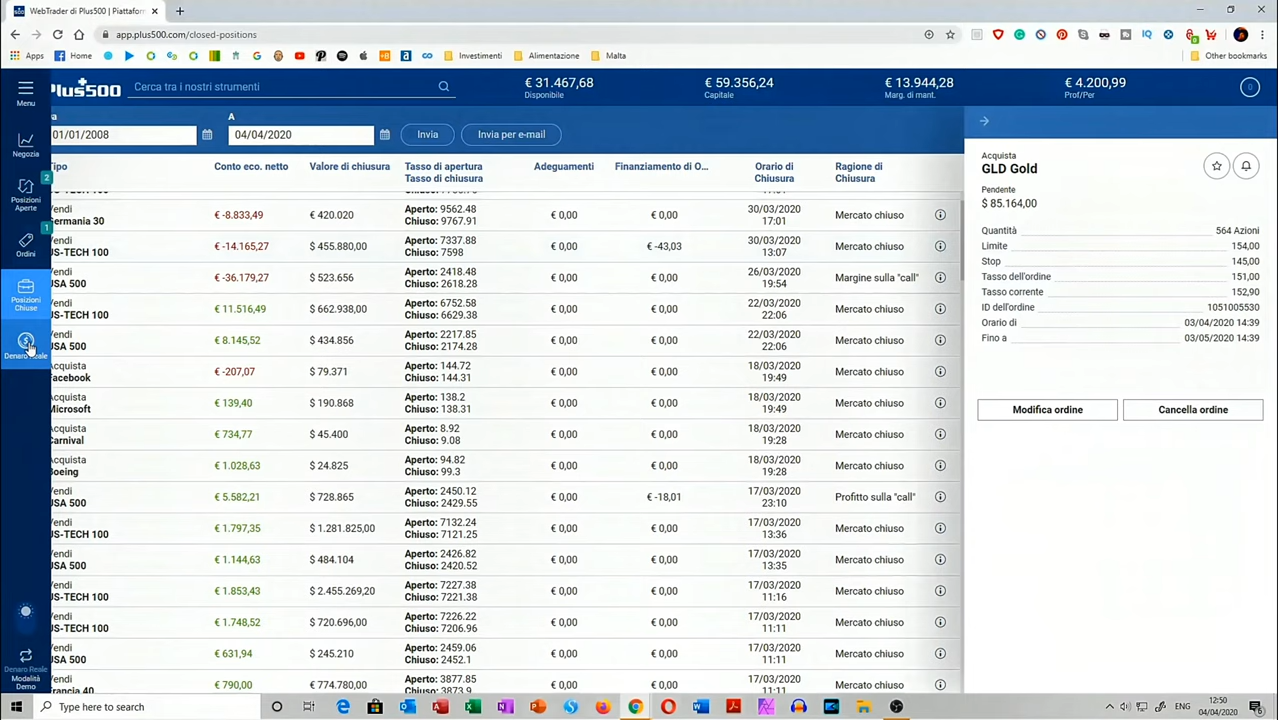 WebTrader di Plus500 | Piattafor
app.plus500.com/closed-positions
Apps
Home
Investimenti
Alimentazione
Malta
Other bookmarks
Menu
Plus500
Cerca tra i nostri strumenti
€ 31.467,68
Disponibile
€ 59.356,24
Capitale
€ 13.944,28
Marg. di mant.
€ 4.200,99
Prof/Per
0
A
01/01/2008
04/04/2020
Invia
Invia per e-mail
Negozia
2
Posizioni
Aperte
1
Ordini
Posizioni
Chiuse
Denaro Reale
Denaro Reale
Modalità
Demo
Tipo
Conto eco. netto
Valore di chiusura
Tasso di apertura
Tasso di chiusura
Adeguamenti
Finanziamento di O...
Orario di
Chiusura
Ragione di
Chiusura
Vendi
Germania 30
€ -8.833,49
€ 420.020
Aperto: 9562.48
Chiuso: 9767.91
€ 0,00
€ 0,00
30/03/2020
17:01
Mercato chiuso
Vendi
US-TECH 100
€ -14.165,27
$ 455.880,00
Aperto: 7337.88
Chiuso: 7598
€ 0,00
€ -43,03
30/03/2020
13:07
Mercato chiuso
Vendi
USA 500
€ -36.179,27
$ 523.656
Aperto: 2418.48
Chiuso: 2618.28
€ 0,00
€ 0,00
26/03/2020
19:54
Margine sulla "call"
Vendi
US-TECH 100
€ 11.516,49
$ 662.938,00
Aperto: 6752.58
Chiuso: 6629.38
€ 0,00
€ 0,00
22/03/2020
22:06
Mercato chiuso
Vendi
USA 500
€ 8.145,52
$ 434.856
Aperto: 2217.85
Chiuso: 2174.28
€ 0,00
€ 0,00
22/03/2020
22:06
Mercato chiuso
Acquista
Facebook
€ -207,07
$ 79.371
Aperto: 144.72
Chiuso: 144.31
€ 0,00
€ 0,00
18/03/2020
19:49
Mercato chiuso
Acquista
Microsoft
€ 139,40
$ 190.868
Aperto: 138.2
Chiuso: 138.31
€ 0,00
€ 0,00
18/03/2020
19:49
Mercato chiuso
Acquista
Carnival
€ 734,77
$ 45.400
Aperto: 8.92
Chiuso: 9.08
€ 0,00
€ 0,00
18/03/2020
19:28
Mercato chiuso
Acquista
Boeing
€ 1.028,63
$ 24.825
Aperto: 94.82
Chiuso: 99.3
€ 0,00
€ 0,00
18/03/2020
19:28
Mercato chiuso
Vendi
USA 500
€ 5.582,21
$ 728.865
Aperto: 2450.12
Chiuso: 2429.55
€ 0,00
€ -18,01
17/03/2020
23:10
Profitto sulla "call"
Vendi
US-TECH 100
€ 1.797,35
$ 1.281.825,00
Aperto: 7132.24
Chiuso: 7121.25
€ 0,00
€ 0,00
17/03/2020
13:36
Mercato chiuso
Vendi
USA 500
€ 1.144,63
$ 484.104
Aperto: 2426.82
Chiuso: 2420.52
€ 0,00
€ 0,00
17/03/2020
13:35
Mercato chiuso
Vendi
US-TECH 100
€ 1.853,43
$ 2.455.269,20
Aperto: 7227.38
Chiuso: 7221.38
€ 0,00
€ 0,00
17/03/2020
11:16
Mercato chiuso
Vendi
US-TECH 100
€ 1.748,52
$ 720.696,00
Aperto: 7226.22
Chiuso: 7206.96
€ 0,00
€ 0,00
17/03/2020
11:11
Mercato chiuso
Vendi
USA 500
€ 631,94
$ 245.210
Aperto: 2459.06
Chiuso: 2452.1
€ 0,00
€ 0,00
17/03/2020
11:11
Mercato chiuso
Vendi
Francia 40
€ 790,00
€ 774.780,00
Aperto: 3877.85
Chiuso: 3873.9
€ 0,00
€ 0,00
17/03/2020
Mercato chiuso
Acquista
GLD Gold
Pendente
$ 85.164,00
Quantità 564 Azioni
Limite 154,00
Stop 145,00
Tasso dell'ordine 151,00
Tasso corrente 152,90
ID dell'ordine 1051005530
Orario di 03/04/2020 14:39
Fino a 03/05/2020 14:39
Modifica ordine
Cancella ordine
Type here to search
ENG
12:50
04/04/2020